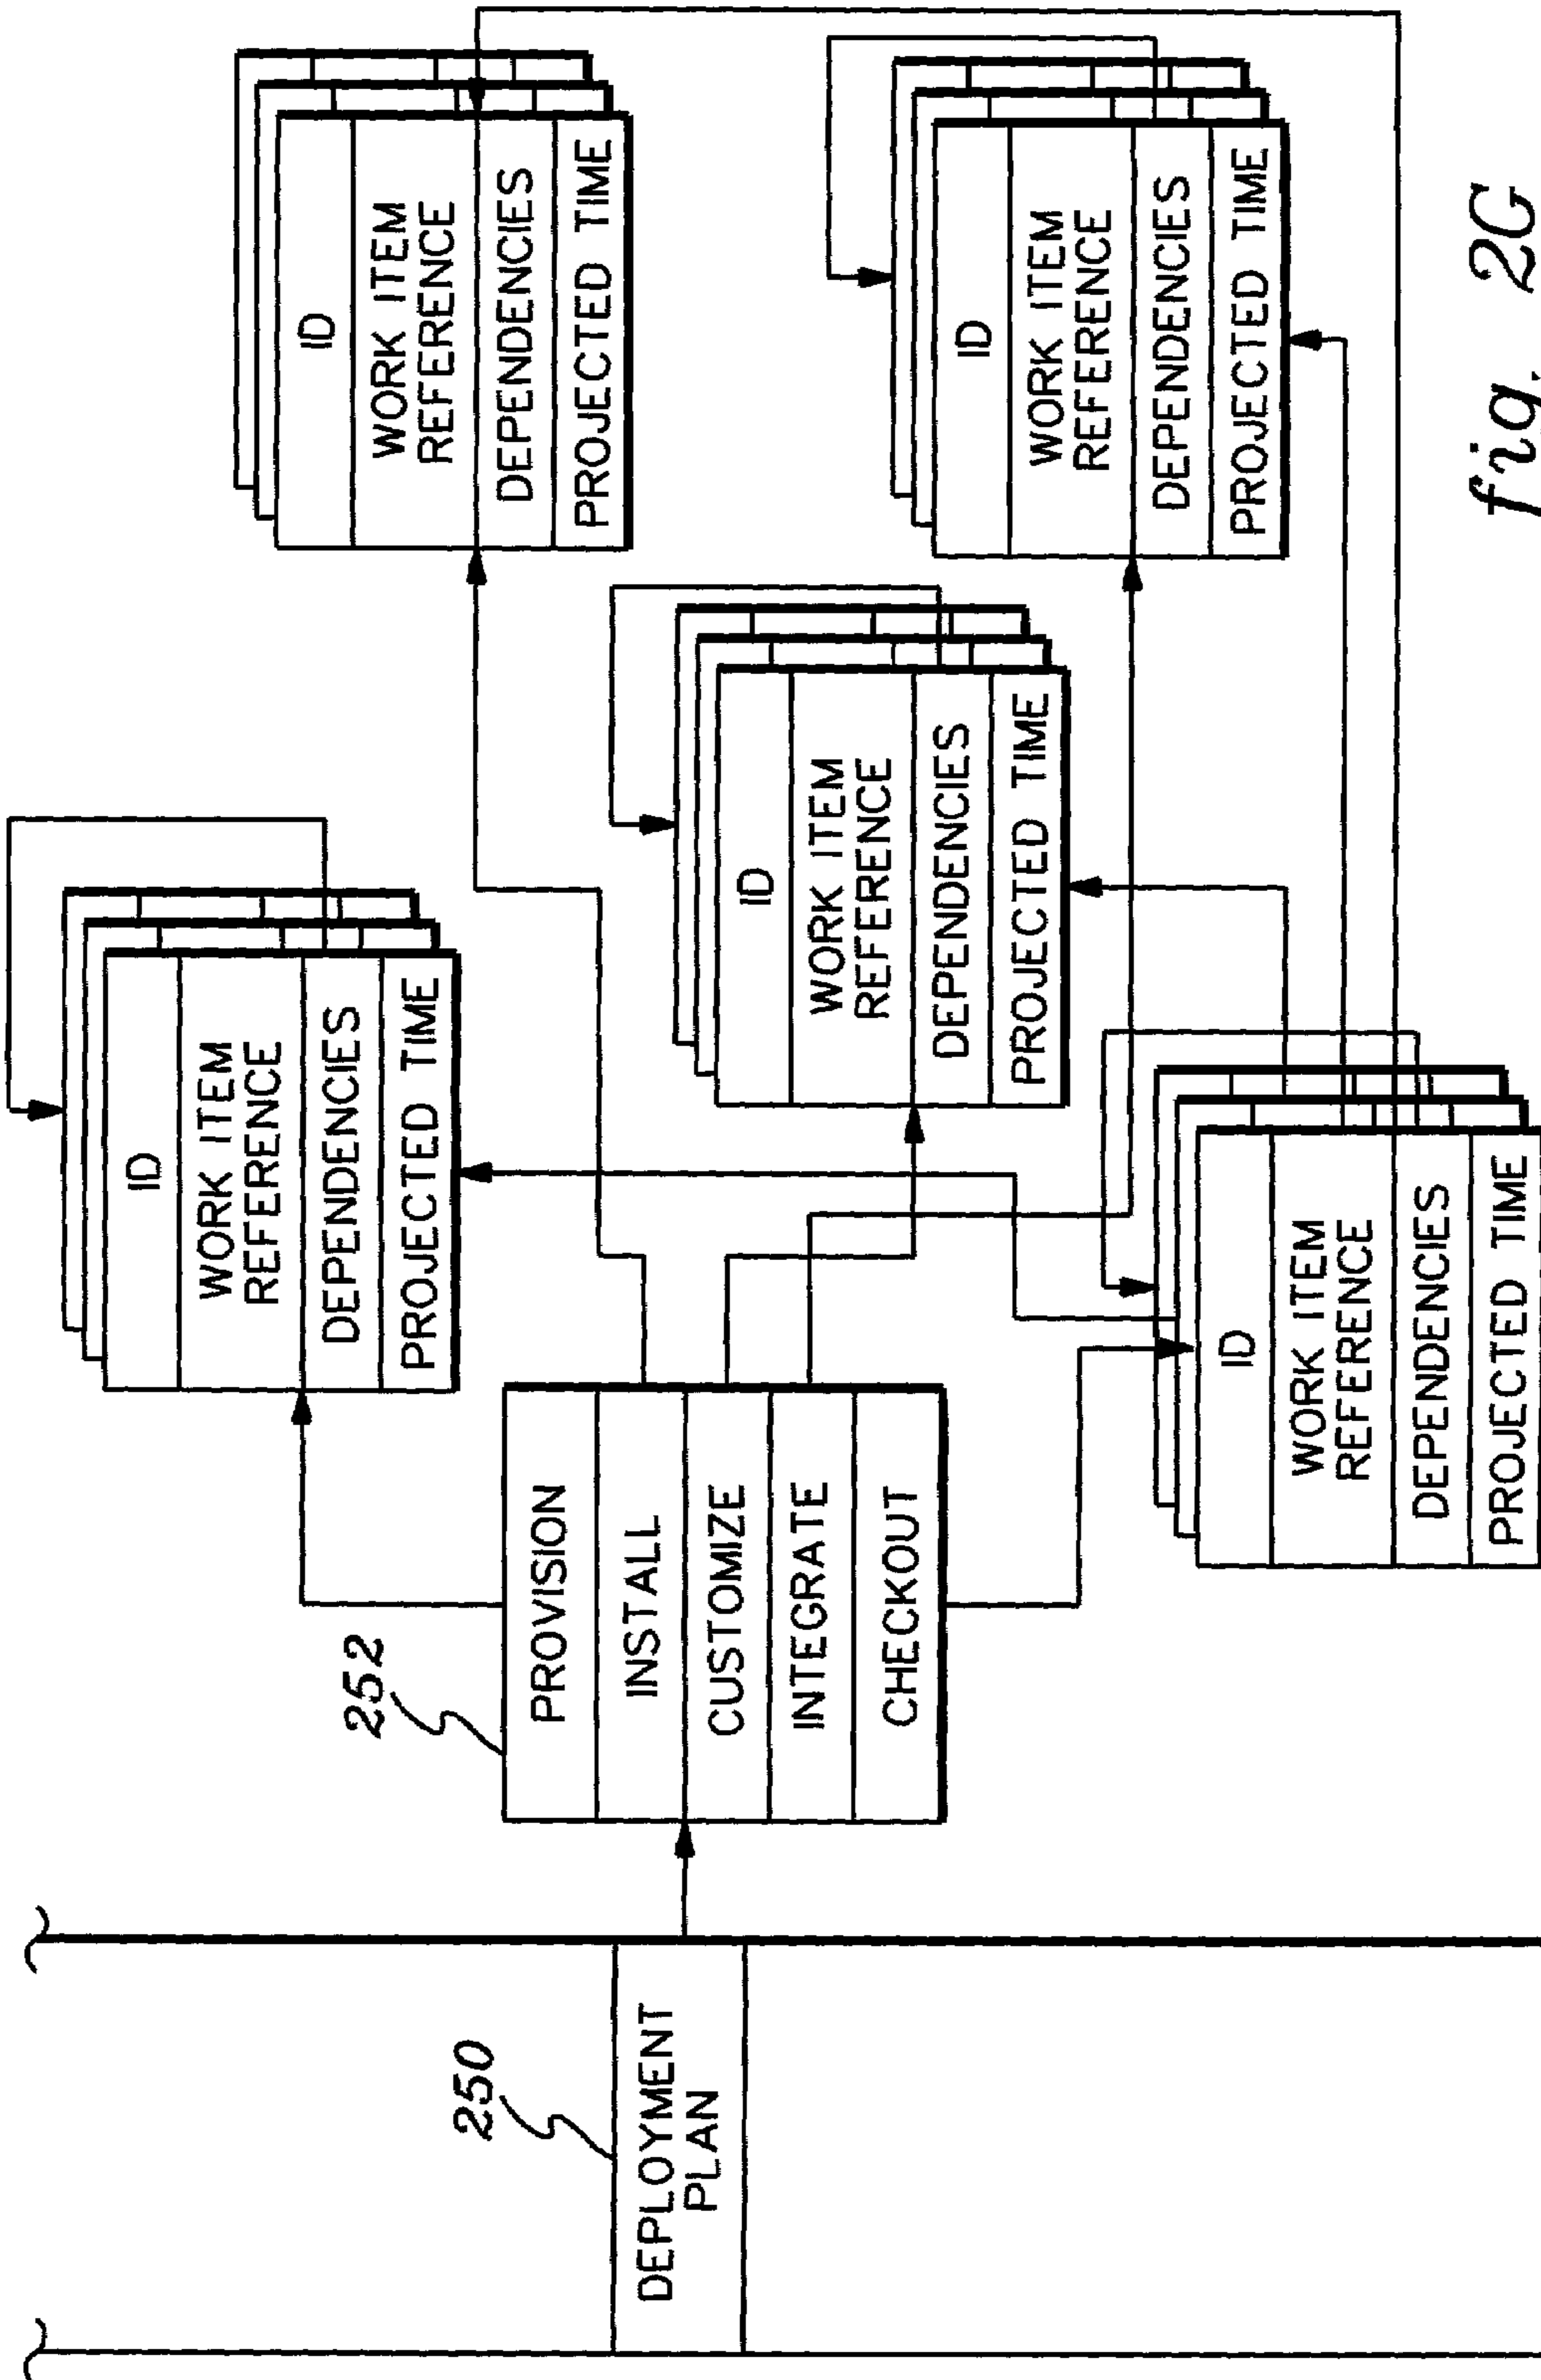 250
DEPLOYMENT
PLAN
252
PROVISION
INSTALL
CUSTOMIZE
INTEGRATE
CHECKOUT
ID
WORK ITEM
REFERENCE
DEPENDENCIES
PROJECTED TIME
ID
WORK ITEM
REFERENCE
DEPENDENCIES
PROJECTED TIME
ID
WORK ITEM
REFERENCE
DEPENDENCIES
PROJECTED TIME
ID
WORK ITEM
REFERENCE
DEPENDENCIES
PROJECTED TIME
ID
WORK ITEM
REFERENCE
DEPENDENCIES
PROJECTED TIME
fig. 2G